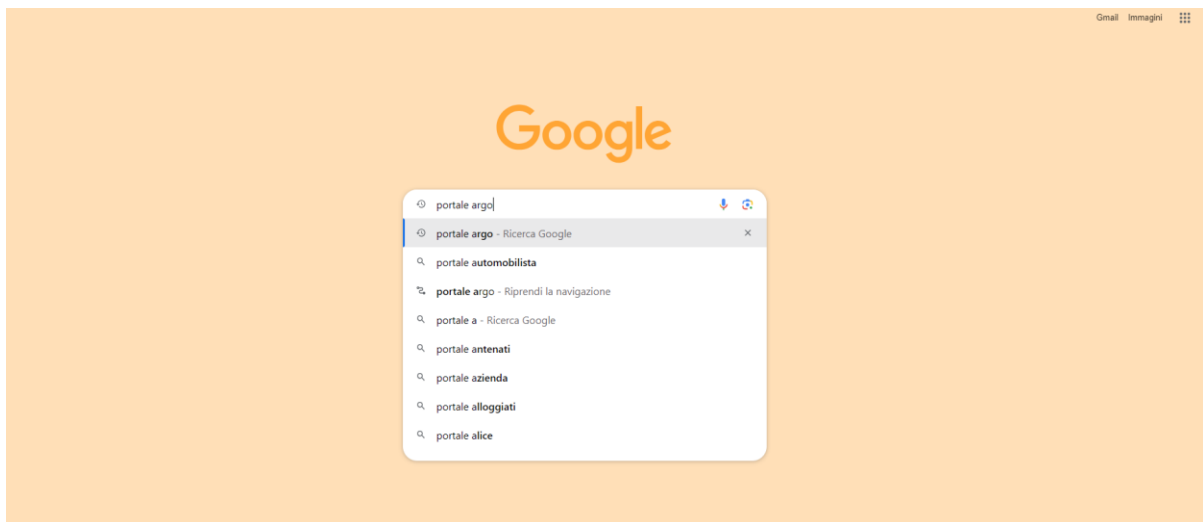 Gmail Immagini
Google
portale argo
portale argo - Ricerca Google
portale automobilista
portale argo - Riprendi la navigazione
portale a - Ricerca Google
portale antenati
portale azienda
portale alloggiati
portale alice